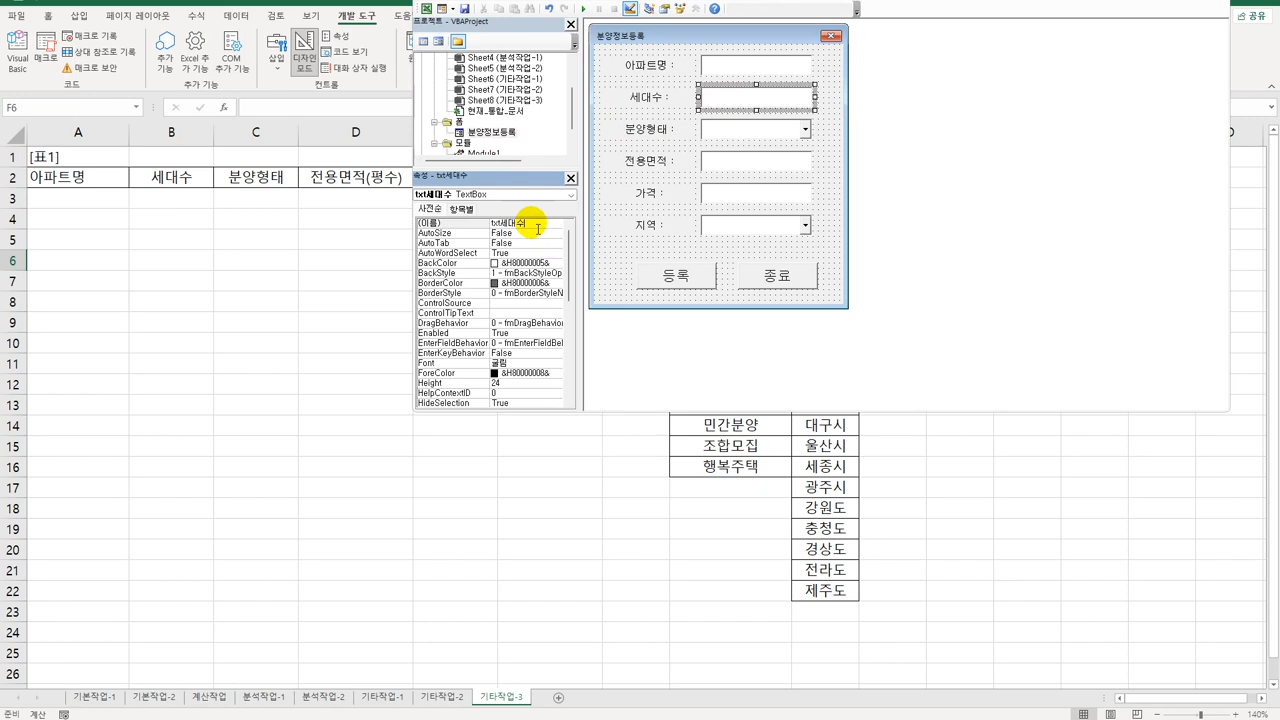 파일 홈 삽입 페이지 레이아웃 수식 데이터 검토 보기 개발 도구 도
공유
Visual Basic
매크로
매크로 기록
상대 참조로 기록
매크로 보안
코드
추가 기능
Excel 추가 기능
COM 추가 기능
추가 기능
삽입
디자인 모드
속성
코드 보기
대화 상자 실행
컨트롤
F6
fx
A B C D
1 [표1]
2 아파트명 세대수 분양형태 전용면적(평수)
3
4
5
6
7
8
9
10
11
12
13
14 민간분양 대구시
15 조합모집 울산시
16 행복주택 세종시
17 광주시
18 강원도
19 충청도
20 경상도
21 전라도
22 제주도
23
24
25
26
프로젝트 - VBAProject
Sheet4 (분석작업-1)
Sheet5 (분석작업-2)
Sheet6 (기타작업-1)
Sheet7 (기타작업-2)
Sheet8 (기타작업-3)
현재_통합_문서
폼
분양정보등록
모듈
Module1
속성 - txt세대수
txt세대수 TextBox
사전순 항목별
(이름) txt세대수
AutoSize False
AutoTab False
AutoWordSelect True
BackColor &H80000005&
BackStyle 1 - fmBackStyleOp
BorderColor &H80000006&
BorderStyle 0 - fmBorderStyleN
ControlSource
ControlTipText
DragBehavior 0 - fmDragBehavior
Enabled True
EnterFieldBehavior 0 - fmEnterFieldBel
EnterKeyBehavior False
Font 굴림
ForeColor &H80000008&
Height 24
HelpContextID 0
HideSelection True
분양정보등록
아파트명 :
세대수 :
분양형태 :
전용면적 :
가격 :
지역 :
등록 종료
기본작업-1 기본작업-2 계산작업 분석작업-1 분석작업-2 기타작업-1 기타작업-2 기타작업-3
준비 계산
140%